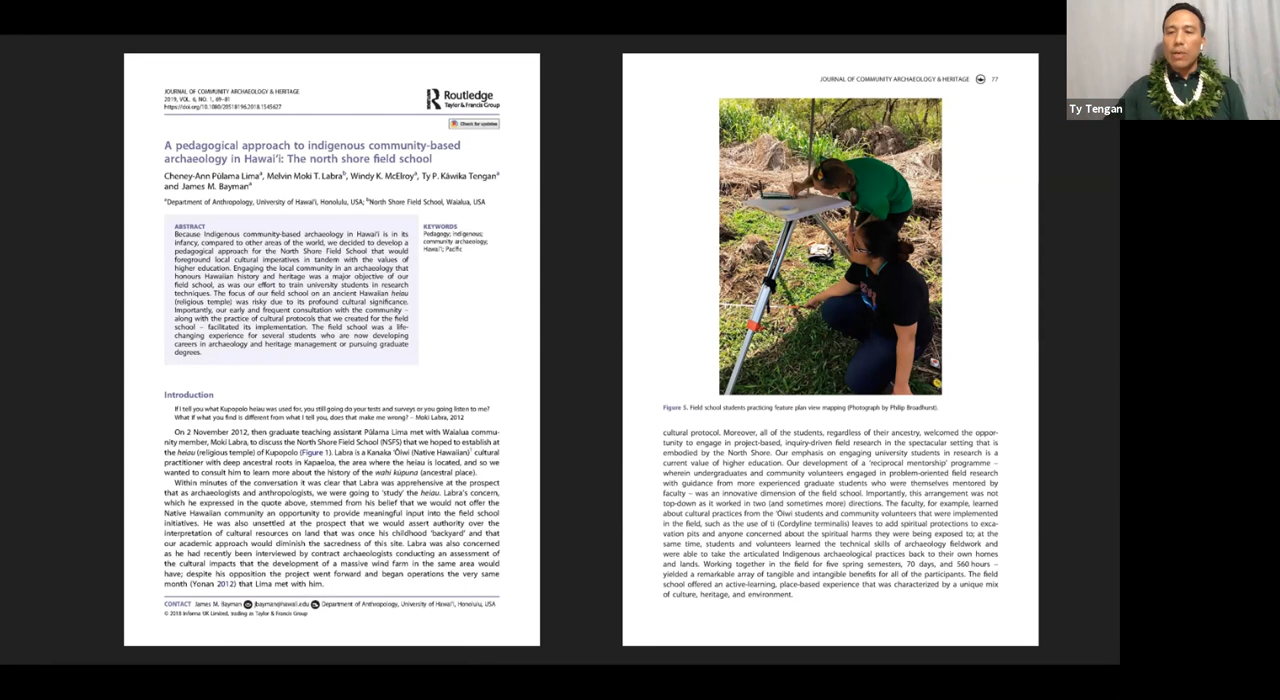 JOURNAL OF COMMUNITY ARCHAEOLOGY & HERITAGE
2019, VOL. 6, NO. 1, 69–81
https://doi.org/10.1080/20518196.2018.1545627
Routledge
Taylor & Francis Group
Check for updates
A pedagogical approach to indigenous community-based
archaeology in Hawai‘i: The north shore field school
Cheney-Ann Pūlama Limaᵃ, Melvin Moki T. Labraᵇ, Windy K. McElroyᵃ, Ty P. Kāwika Tenganᵃ
and James M. Baymanᵃ
ᵃDepartment of Anthropology, University of Hawai‘i, Honolulu, USA; ᵇNorth Shore Field School, Waialua, USA
ABSTRACT
Because Indigenous community-based archaeology in Hawai‘i is in its
infancy, compared to other areas of the world, we decided to develop a
pedagogical approach for the North Shore Field School that would
foreground local cultural imperatives in tandem with the values of
higher education. Engaging the local community in an archaeology that
honours Hawaiian history and heritage was a major objective of our
field school, as was our effort to train university students in research
techniques. The focus of our field school on an ancient Hawaiian heiau
(religious temple) was risky due to its profound cultural significance.
Importantly, our early and frequent consultation with the community –
along with the practice of cultural protocols that we created for the field
school – facilitated its implementation. The field school was a life-
changing experience for several students who are now developing
careers in archaeology and heritage management or pursuing graduate
degrees.
KEYWORDS
Pedagogy; indigenous;
community archaeology;
Hawai‘i; Pacific
Introduction
If I tell you what Kupopolo heiau was used for, you still going do your tests and surveys or you going listen to me?
What if what you find is different from what I tell you, does that make me wrong? – Moki Labra, 2012
On 2 November 2012, then graduate teaching assistant Pūlama Lima met with Waialua commu-
nity member, Moki Labra, to discuss the North Shore Field School (NSFS) that we hoped to establish at
the heiau (religious temple) of Kupopolo (Figure 1). Labra is a Kanaka ‘Ōiwi (Native Hawaiian)¹ cultural
practitioner with deep ancestral roots in Kapaeloa, the area where the heiau is located, and so we
wanted to consult him to learn more about the history of the wahi kūpuna (ancestral place).
Within minutes of the conversation it was clear that Labra was apprehensive at the prospect
that as archaeologists and anthropologists, we were going to ‘study’ the heiau. Labra’s concern,
which he expressed in the quote above, stemmed from his belief that we would not offer the
Native Hawaiian community an opportunity to provide meaningful input into the field school
initiatives. He was also unsettled at the prospect that we would assert authority over the
interpretation of cultural resources on land that was once his childhood ‘backyard’ and that
our academic approach would diminish the sacredness of this site. Labra was also concerned
as he had recently been interviewed by contract archaeologists conducting an assessment of
the cultural impacts that the development of a massive wind farm in the same area would
have; despite his opposition the project went forward and began operations the very same
month (Yonan 2012) that Lima met with him.
CONTACT James M. Bayman jbayman@hawaii.edu Department of Anthropology, University of Hawai‘i, Honolulu, USA
© 2018 Informa UK Limited, trading as Taylor & Francis Group
JOURNAL OF COMMUNITY ARCHAEOLOGY & HERITAGE 77
Figure 5. Field school students practicing feature plan view mapping (Photograph by Philip Broadhurst).
cultural protocol. Moreover, all of the students, regardless of their ancestry, welcomed the oppor-
tunity to engage in project-based, inquiry-driven field research in the spectacular setting that is
embodied by the North Shore. Our emphasis on engaging university students in research is a
current value of higher education. Our development of a ‘reciprocal mentorship’ programme –
wherein undergraduates and community volunteers engaged in problem-oriented field research
with guidance from more experienced graduate students who were themselves mentored by
faculty – was an innovative dimension of the field school. Importantly, this arrangement was not
top-down as it worked in two (and sometimes more) directions. The faculty, for example, learned
about cultural practices from the ‘Ōiwi students and community volunteers that were implemented
in the field, such as the use of ti (Cordyline terminalis) leaves to add spiritual protections to exca-
vation pits and anyone concerned about the spiritual harms they were being exposed to; at the
same time, students and volunteers learned the technical skills of archaeology fieldwork and
were able to take the articulated Indigenous archaeological practices back to their own homes
and lands. Working together in the field for five spring semesters, 70 days, and 560 hours –
yielded a remarkable array of tangible and intangible benefits for all of the participants. The field
school offered an active-learning, place-based experience that was characterized by a unique mix
of culture, heritage, and environment.
Ty Tengan